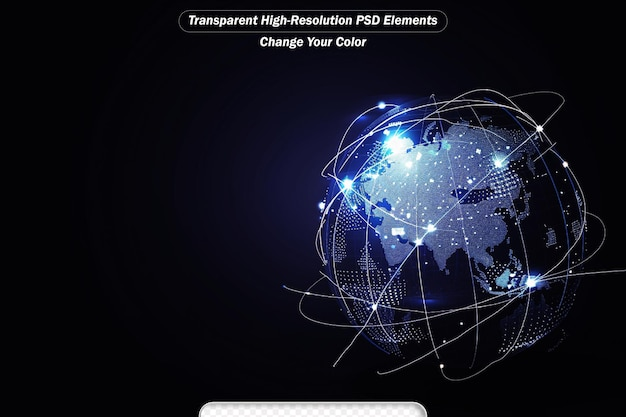 Transparent High-Resolution PSD Elements
Change Your Color